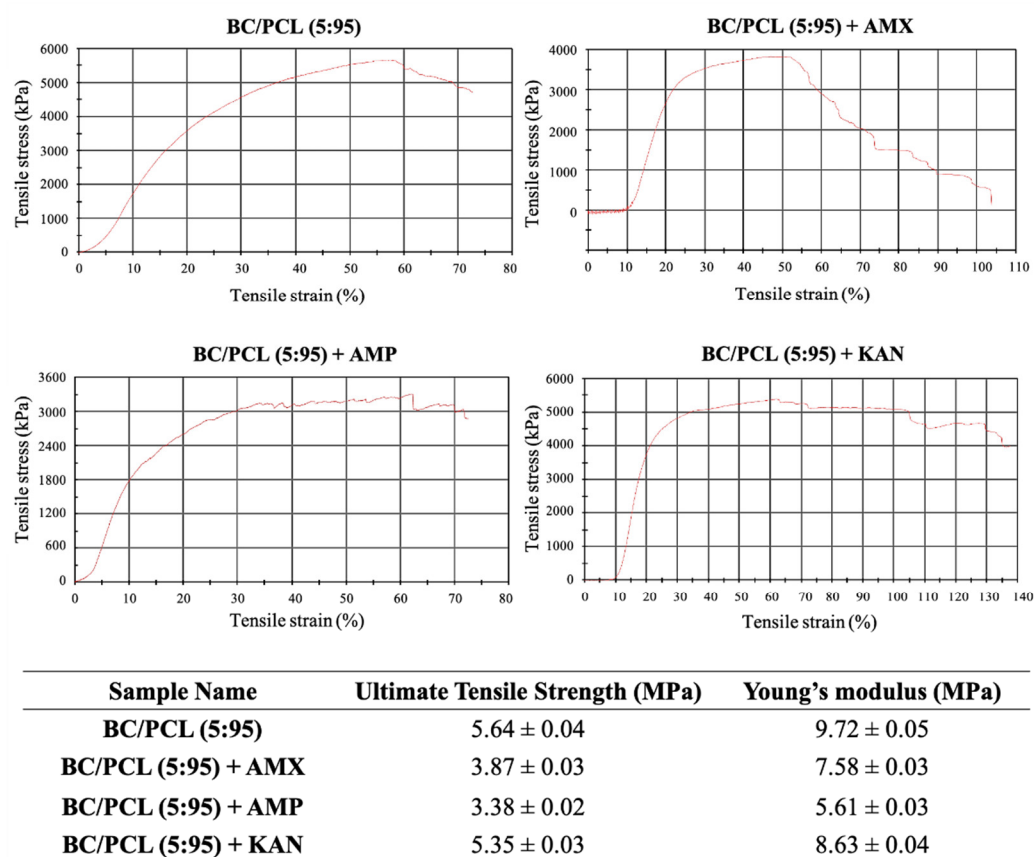 BC/PCL (5:95)
Tensile stress (kPa)
6000
5000
4000
3000
2000
1000
0
0 10 20 30 40 50 60 70 80
Tensile strain (%)
BC/PCL (5:95) + AMX
Tensile stress (kPa)
4000
3000
2000
1000
0
0 10 20 30 40 50 60 70 80 90 100 110
Tensile strain (%)
BC/PCL (5:95) + AMP
Tensile stress (kPa)
3600
3000
2400
1800
1200
600
0
0 10 20 30 40 50 60 70 80
Tensile strain (%)
BC/PCL (5:95) + KAN
Tensile stress (kPa)
6000
5000
4000
3000
2000
1000
0
0 10 20 30 40 50 60 70 80 90 100 110 120 130 140
Tensile strain (%)
Sample Name Ultimate Tensile Strength (MPa) Young's modulus (MPa)
BC/PCL (5:95) 5.64 ± 0.04 9.72 ± 0.05
BC/PCL (5:95) + AMX 3.87 ± 0.03 7.58 ± 0.03
BC/PCL (5:95) + AMP 3.38 ± 0.02 5.61 ± 0.03
BC/PCL (5:95) + KAN 5.35 ± 0.03 8.63 ± 0.04